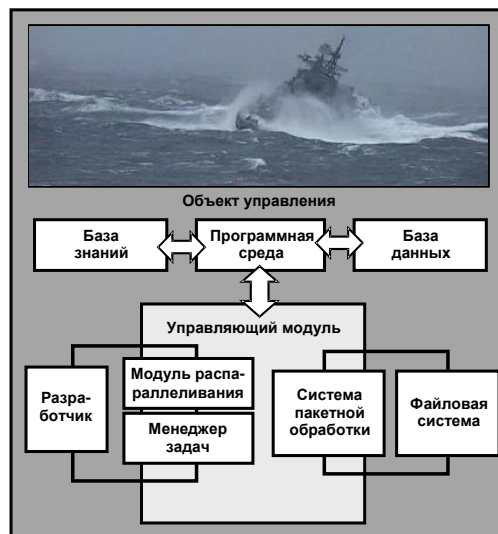 Объект управления
База
знаний
Программная
среда
База
данных
Управляющий модуль
Разра-
ботчик
Модуль распа-
раллеливания
Менеджер
задач
Система
пакетной
обработки
Файловая
система